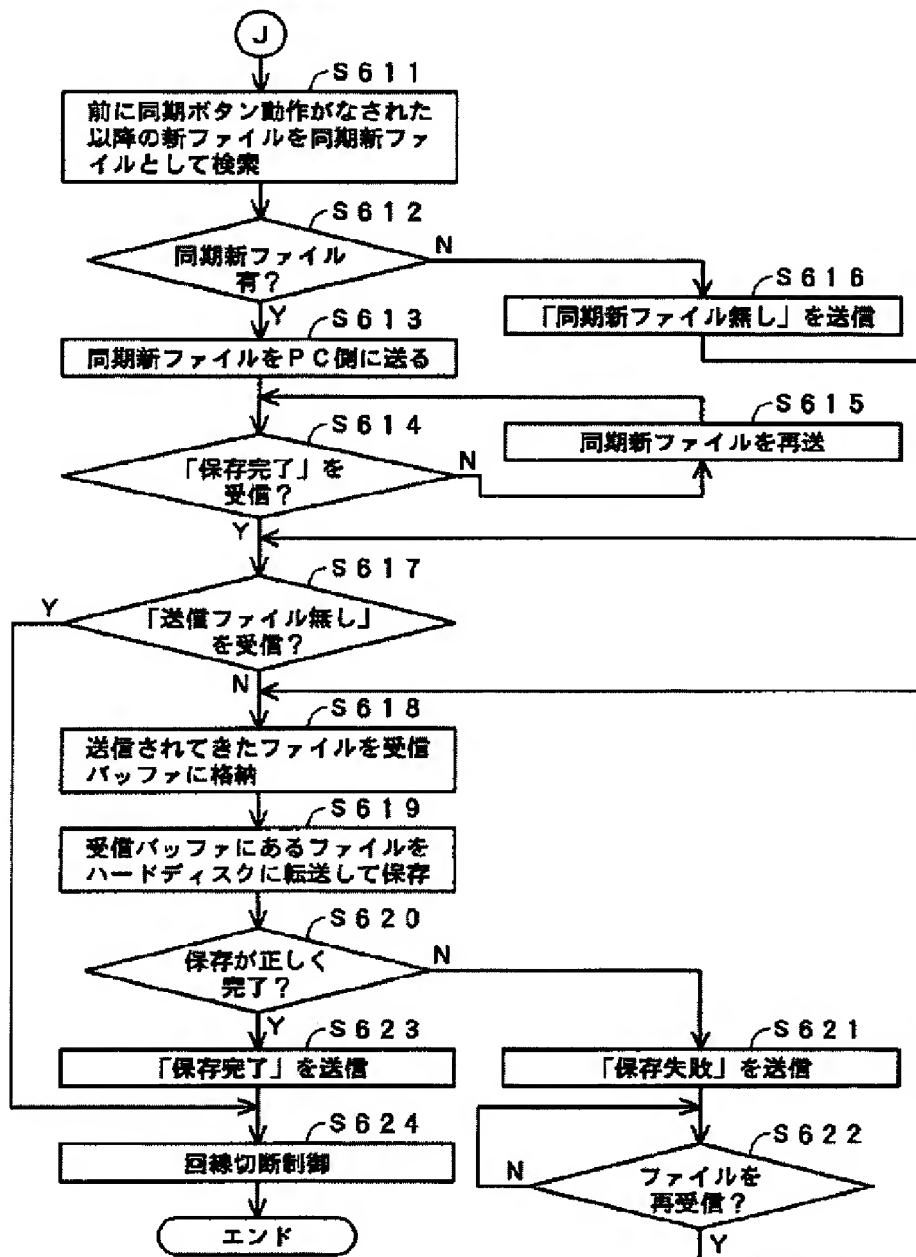 J
S611
前に同期ボタン動作がなされた
以降の新ファイルを同期新ファ
イルとして検索
S612
同期新ファイル
有?
N
Y
S616
「同期新ファイル無し」を送信
S613
同期新ファイルをPC側に送る
S615
同期新ファイルを再送
S614
「保存完了」を
受信?
N
Y
S617
「送信ファイル無し」
を受信?
Y
N
S618
送信されてきたファイルを受信
バッファに格納
S619
受信バッファにあるファイルを
ハードディスクに転送して保存
S620
保存が正しく
完了?
N
Y
S623
「保存完了」を送信
S621
「保存失敗」を送信
S624
回線切断制御
S622
ファイルを
再受信?
N
Y
エンド